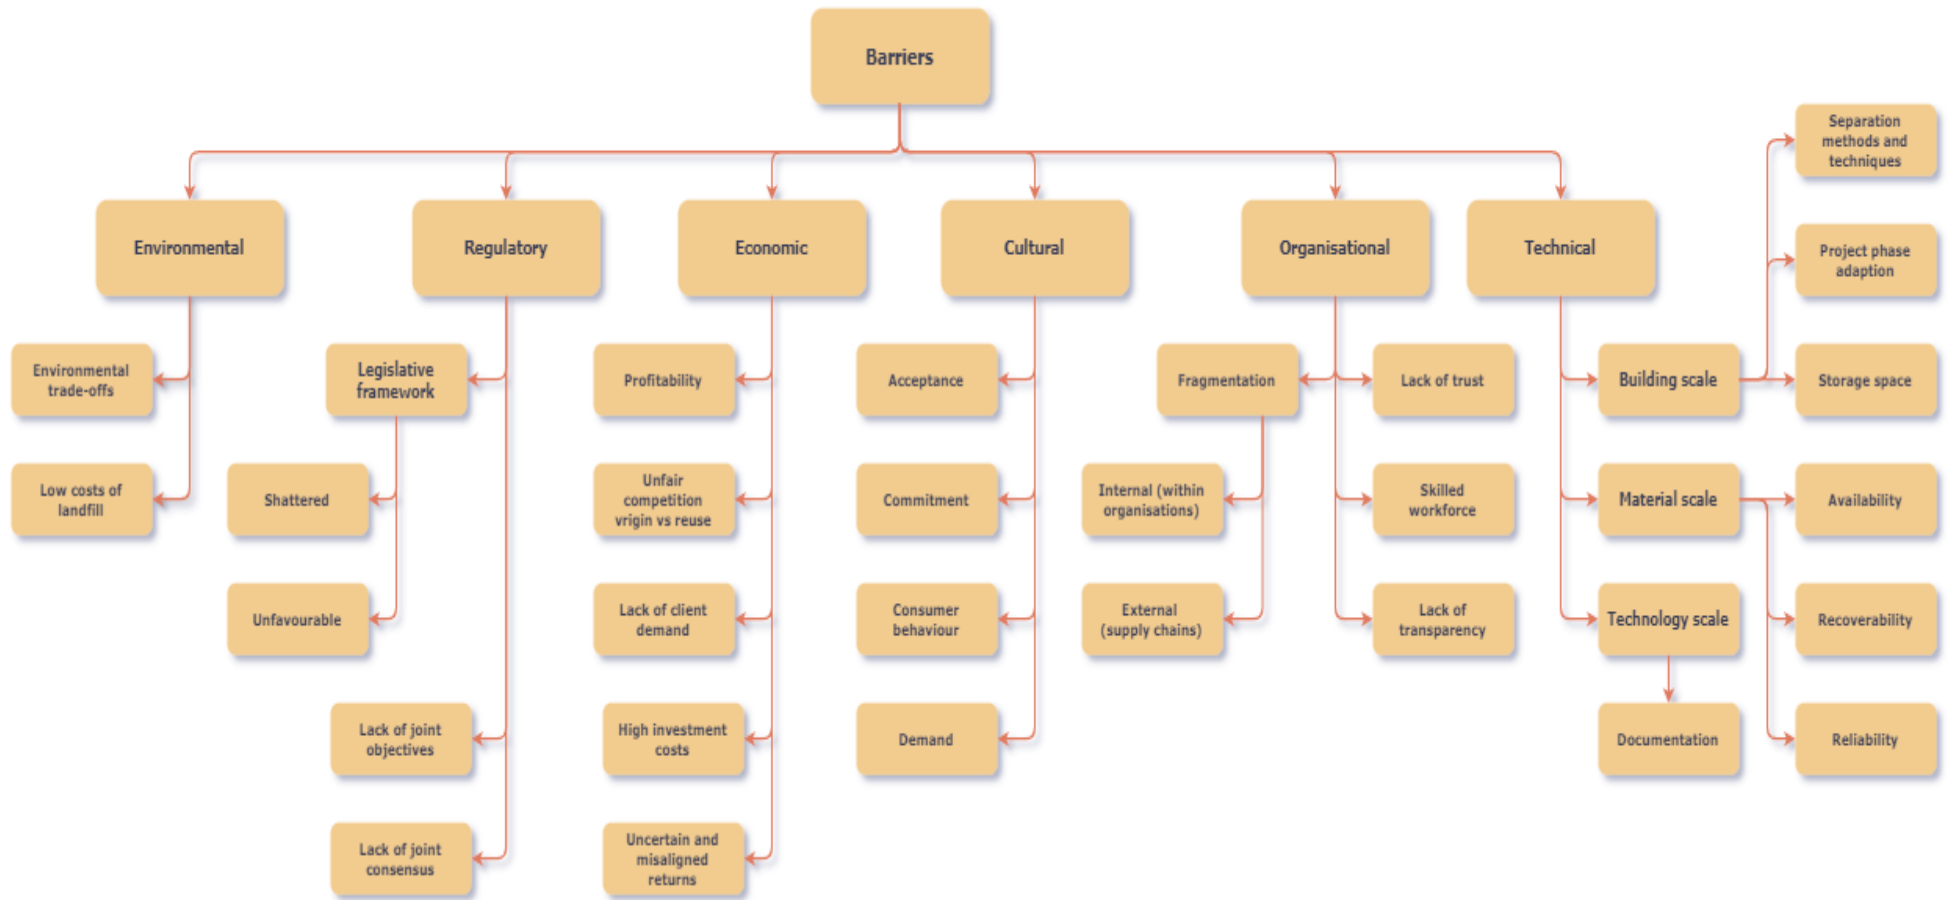 Barriers
Separation
methods and
techniques
Environmental
Regulatory
Economic
Cultural
Organisational
Technical
Project phase
adaption
Environmental
trade-offs
Legislative
framework
Profitability
Acceptance
Fragmentation
Lack of trust
Building scale
Storage space
Low costs of
landfill
Shattered
Unfair
competition
vrigin vs reuse
Commitment
Internal (within
organisations)
Skilled
workforce
Material scale
Availability
Unfavourable
Lack of client
demand
Consumer
behaviour
External
(supply chains)
Lack of
transparency
Technology scale
Recoverability
Lack of joint
objectives
High investment
costs
Demand
Documentation
Reliability
Lack of joint
consensus
Uncertain and
misaligned
returns